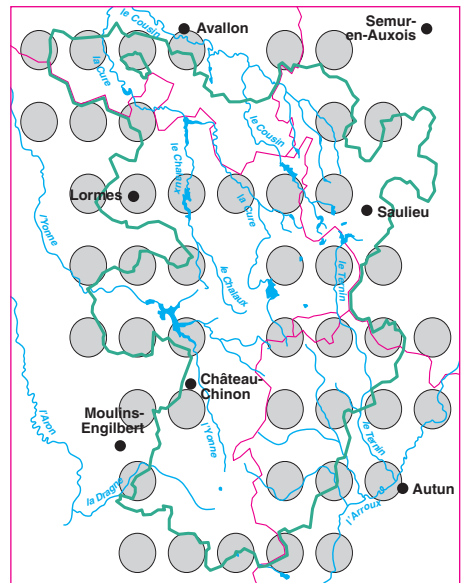 le Cousin
Avallon
Semur-
en-Auxois
la Cure
le Cousin
le Chalaux
Lormes
la Cure
Saulieu
l'Yonne
le Chalaux
le Ternin
Château-
Chinon
Moulins-
Engilbert
l'Aron
l'Yonne
le Ternin
la Dragne
Autun
l'Arroux